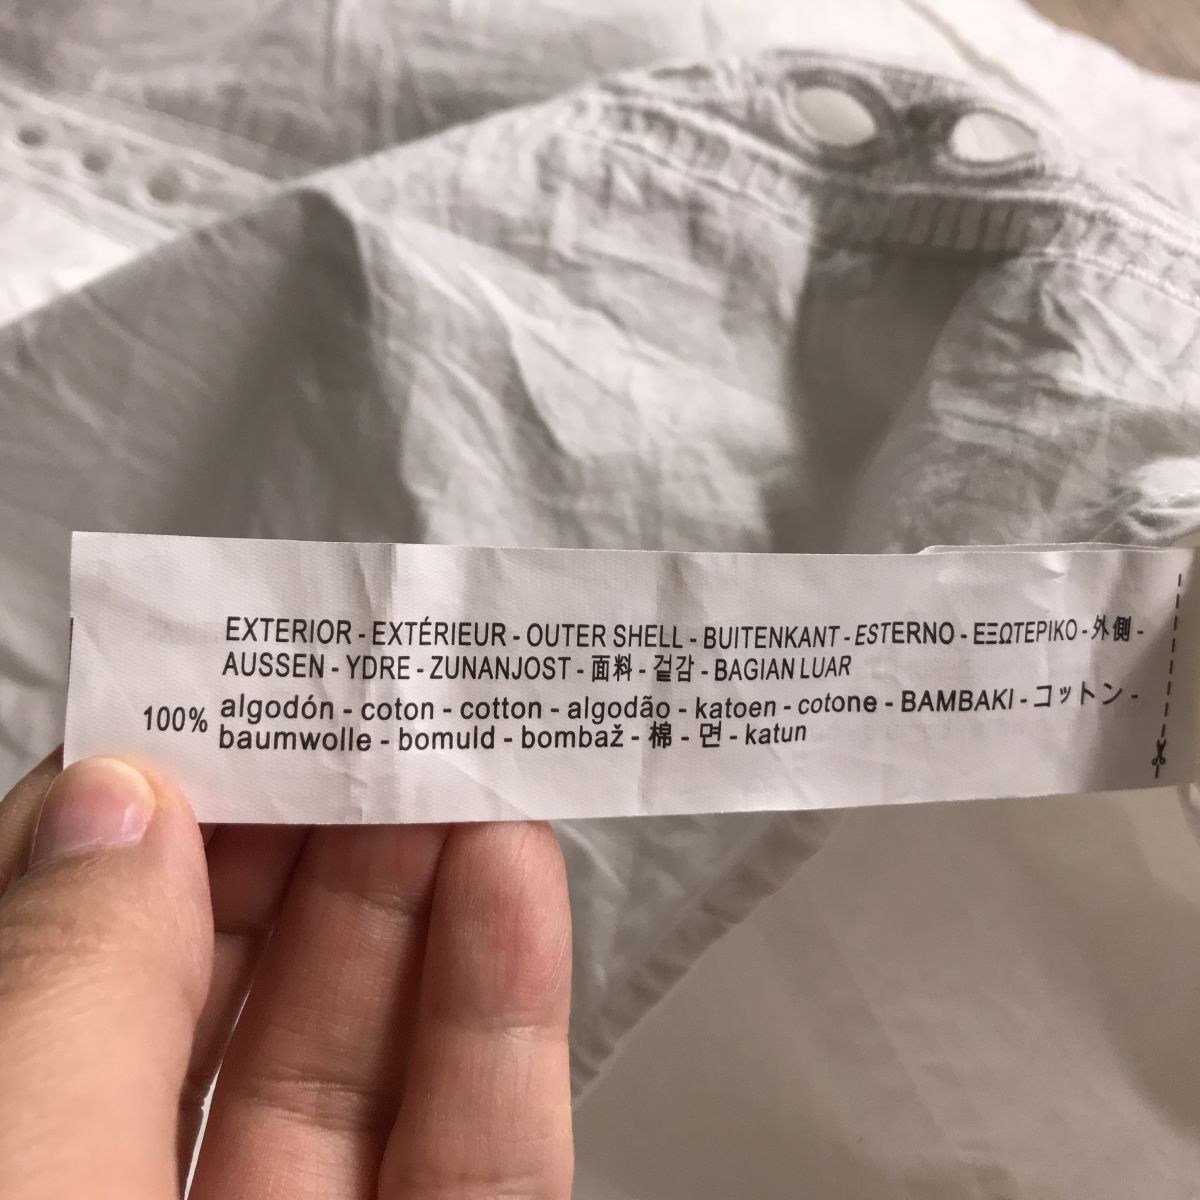 EXTERIOR - EXTÉRIEUR - OUTER SHELL - BUITENKANT - ESTERNO - ΕΞΩΤΕΡΙΚΟ - 外側 -
AUSSEN - YDRE - ZUNANJOST - 面料 - 겉감 - BAGIAN LUAR
100% algodón - coton - cotton - algodão - katoen - cotone - BAMBAKI - コットン -
baumwolle - bomuld - bombaž - 棉 - 면 - katun